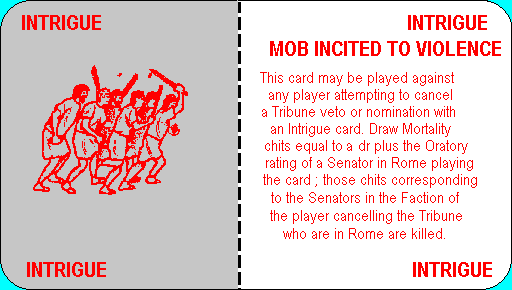 INTRIGUE
INTRIGUE
INTRIGUE
MOB INCITED TO VIOLENCE
This card may be played against
any player attempting to cancel
a Tribune veto or nomination with
an Intrigue card. Draw Mortality
chits equal to a dr plus the Oratory
rating of a Senator in Rome playing
the card ; those chits corresponding
to the Senators in the Faction of
the player cancelling the Tribune
who are in Rome are killed.
INTRIGUE